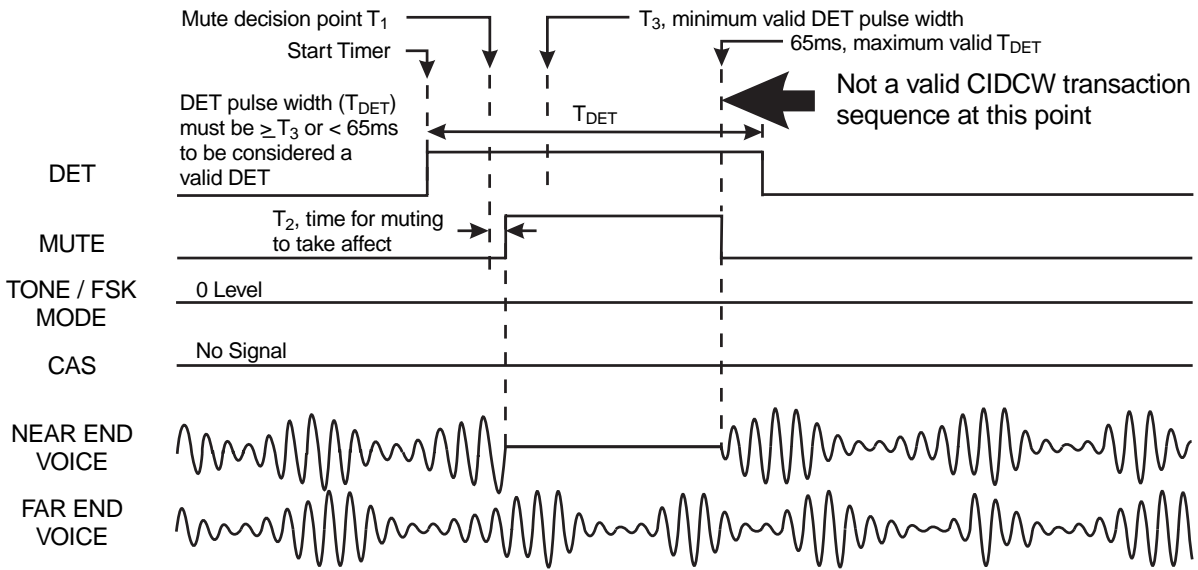 Mute decision point T1
T3, minimum valid DET pulse width
Start Timer
65ms, maximum valid TDET
Not a valid CIDCW transaction
sequence at this point
DET pulse width (TDET)
must be ≥ T3 or < 65ms
to be considered a
valid DET
TDET
DET
T2, time for muting
to take affect
MUTE
TONE / FSK
MODE
0 Level
CAS
No Signal
NEAR END
VOICE
FAR END
VOICE